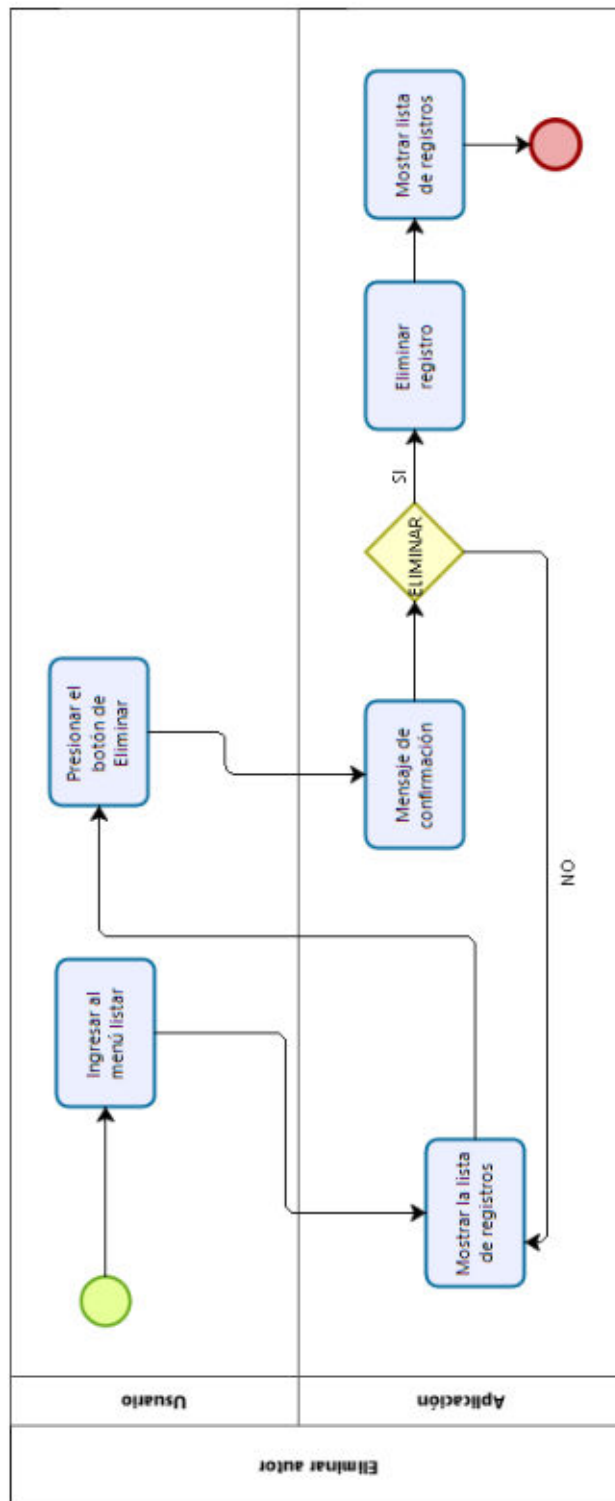 Eliminar autor
Usuario
Aplicación
Ingresar al
menú listar
Mostrar la lista
de registros
Presionar el
botón de
Eliminar
Mensaje de
confirmación
ELIMINAR
SI
NO
Eliminar
registro
Mostrar lista
de registros